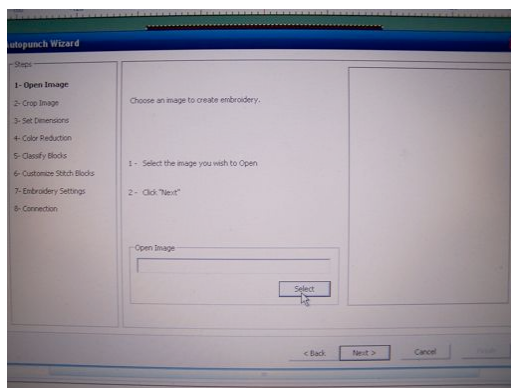 utopunch Wizard
Steps
1- Open Image
2- Crop Image
3- Set Dimensions
4- Color Reduction
5- Classify Blocks
6- Customize Stitch Blocks
7- Embroidery Settings
8- Connection
Choose an image to create embroidery.
1 - Select the image you wish to Open
2 - Click "Next"
Open Image
Select
< Back
Next >
Cancel